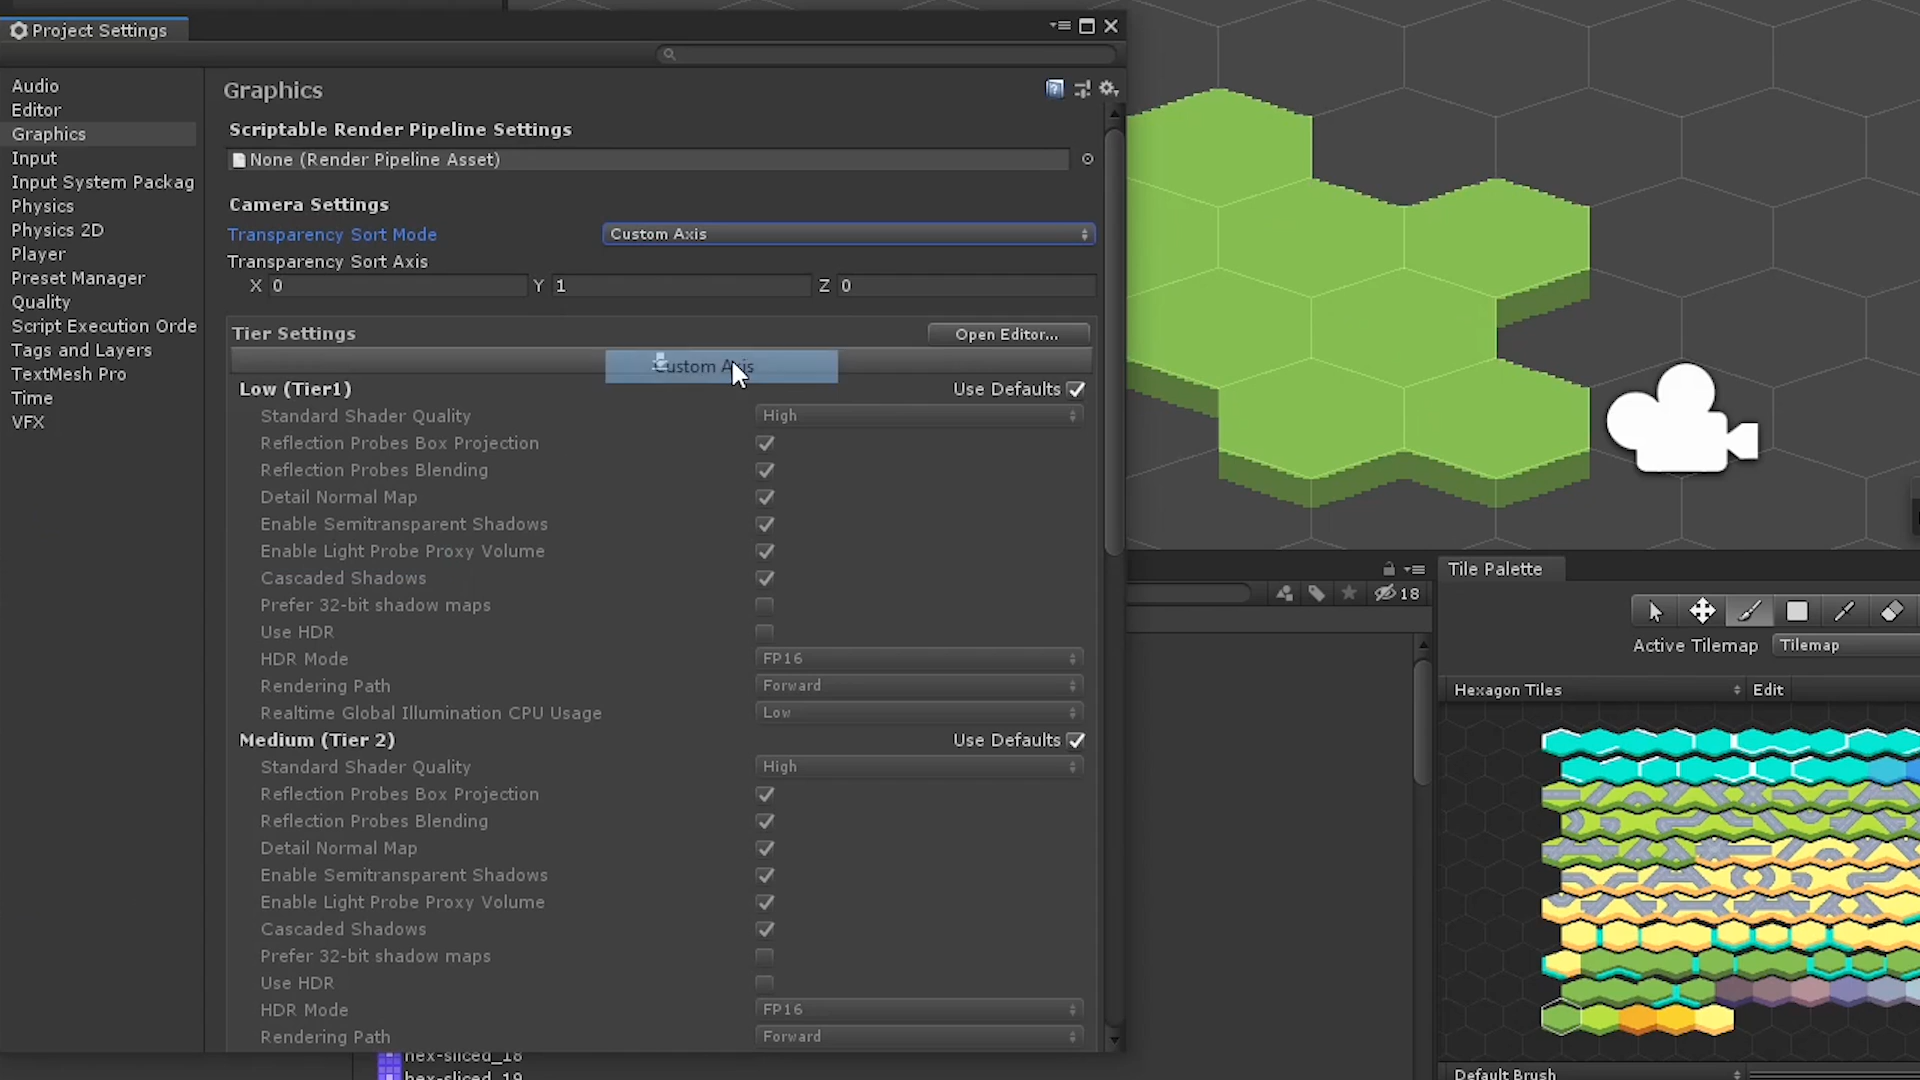 Project Settings
Audio
Editor
Graphics
Input
Input System Packag
Physics
Physics 2D
Player
Preset Manager
Quality
Script Execution Orde
Tags and Layers
TextMesh Pro
Time
VFX
Graphics
Scriptable Render Pipeline Settings
None (Render Pipeline Asset)
Camera Settings
Transparency Sort Mode Custom Axis
Transparency Sort Axis
X 0 Y 1 Z 0
Tier Settings Open Editor...
Custom Axis
Low (Tier1) Use Defaults
Standard Shader Quality High
Reflection Probes Box Projection
Reflection Probes Blending
Detail Normal Map
Enable Semitransparent Shadows
Enable Light Probe Proxy Volume
Cascaded Shadows
Prefer 32-bit shadow maps
Use HDR
HDR Mode FP16
Rendering Path Forward
Realtime Global Illumination CPU Usage Low
Medium (Tier 2) Use Defaults
Standard Shader Quality High
Reflection Probes Box Projection
Reflection Probes Blending
Detail Normal Map
Enable Semitransparent Shadows
Enable Light Probe Proxy Volume
Cascaded Shadows
Prefer 32-bit shadow maps
Use HDR
HDR Mode FP16
Rendering Path Forward
hex-sliced_18
hex-sliced_19
18
Tile Palette
Active Tilemap Tilemap
Hexagon Tiles Edit
Default Brush